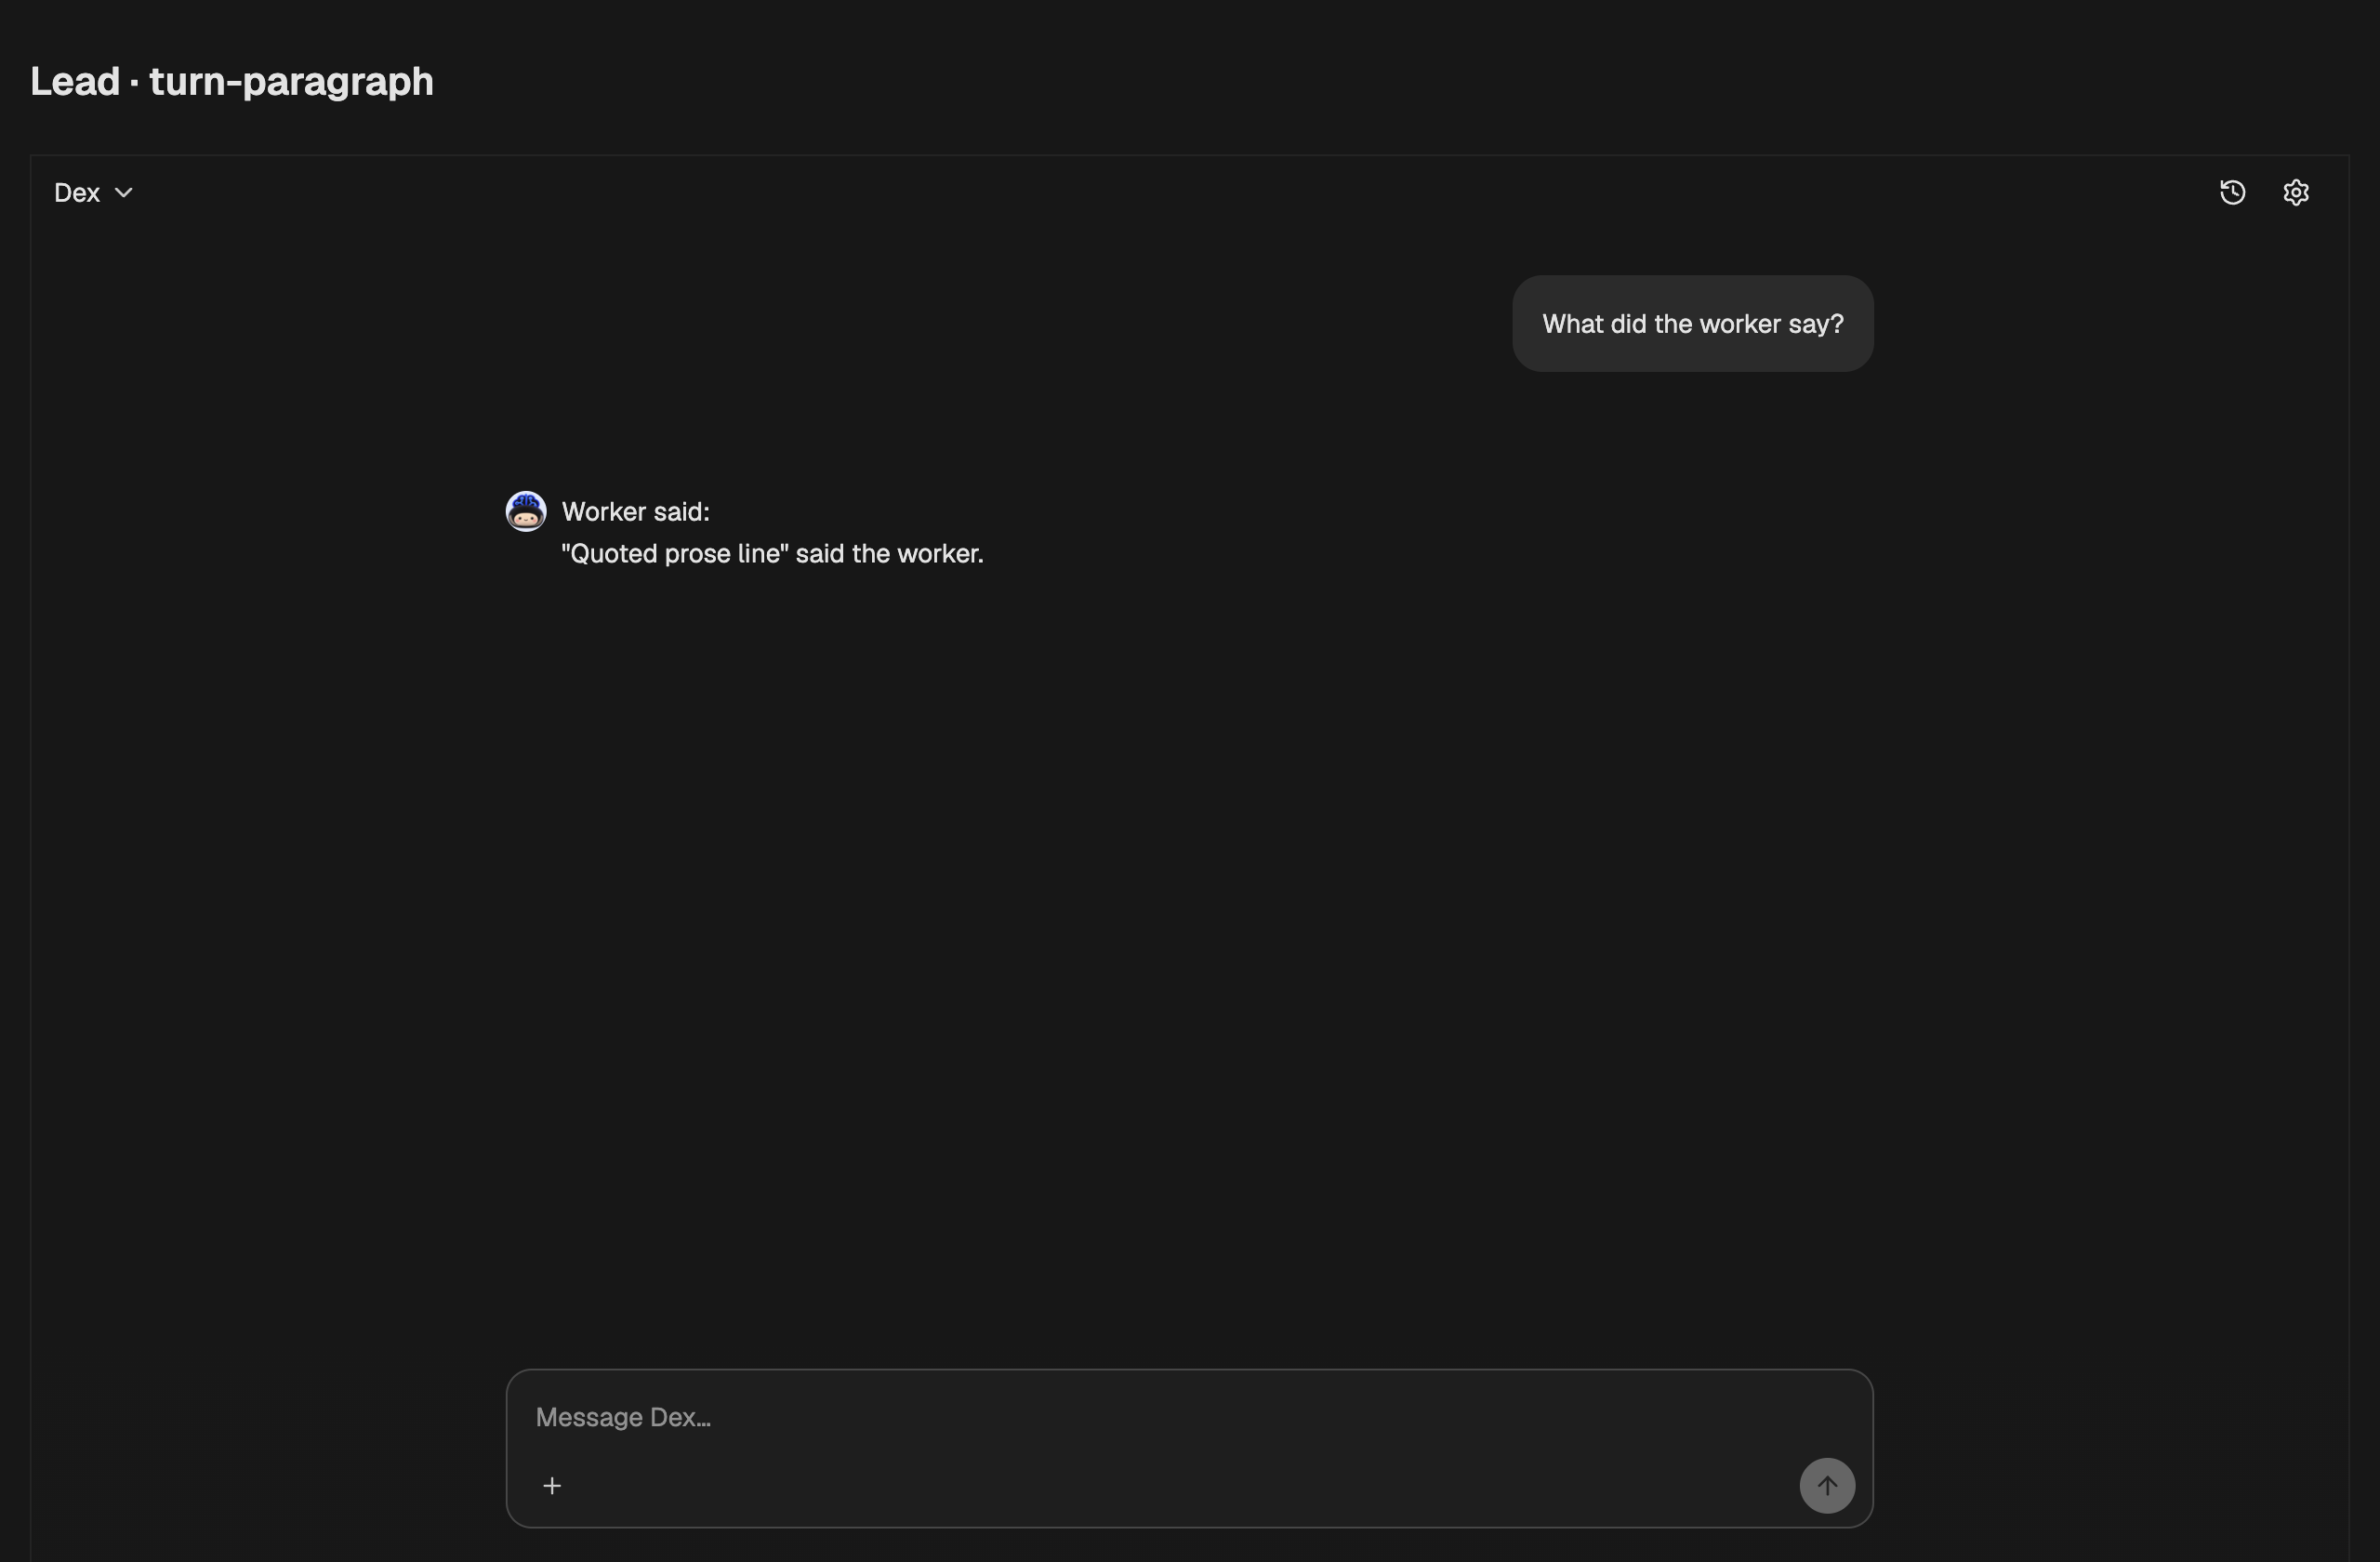 Lead · turn-paragraph
Dex
What did the worker say?
Worker said:
"Quoted prose line" said the worker.
Message Dex...